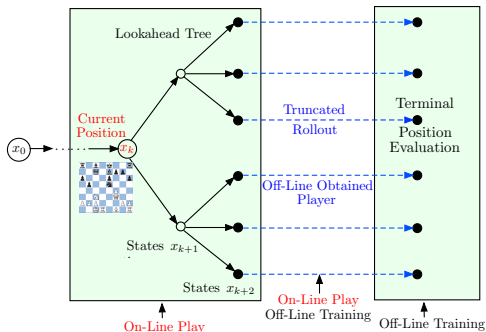 Lookahead Tree
Current
Position
x0
xk
Truncated
Rollout
Terminal
Position
Evaluation
Off-Line Obtained
Player
States xk+1
States xk+2
On-Line Play
On-Line Play
Off-Line Training
Off-Line Training